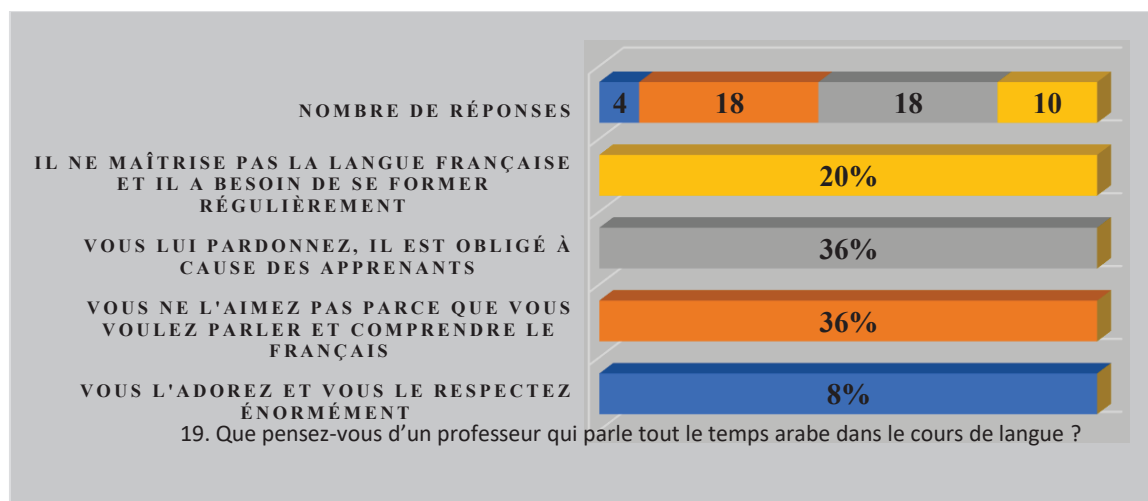 NOMBRE DE RÉPONSES
4 18 18 10
IL NE MAÎTRISE PAS LA LANGUE FRANÇAISE
ET IL A BESOIN DE SE FORMER
RÉGULIÈREMENT
20%
VOUS LUI PARDONNEZ, IL EST OBLIGÉ À
CAUSE DES APPRENANTS
36%
VOUS NE L'AIMEZ PAS PARCE QUE VOUS
VOULEZ PARLER ET COMPRENDRE LE
FRANÇAIS
36%
VOUS L'ADOREZ ET VOUS LE RESPECTEZ
ÉNORMÉMENT
8%
19. Que pensez-vous d’un professeur qui parle tout le temps arabe dans le cours de langue ?